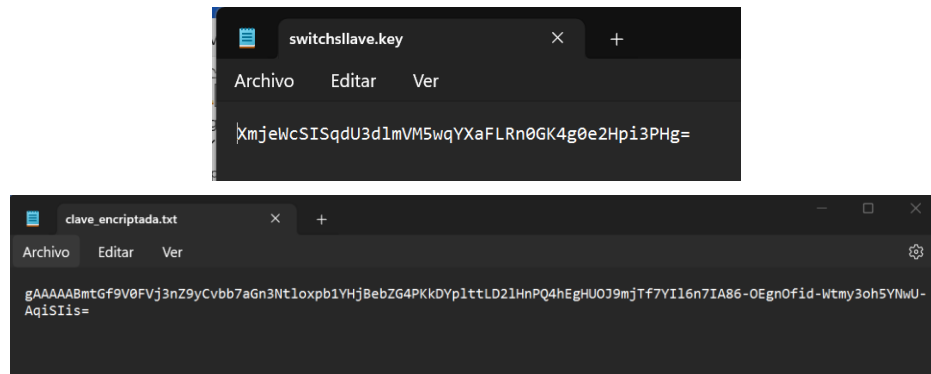 switchsllave.key
Archivo Editar Ver
XmjeWcSISqdU3dlmVM5wqYXaFLRn0GK4g0e2Hpi3PHg=
clave_encriptada.txt
Archivo Editar Ver
gAAAAABmtGf9V0FVj3nZ9yCvbb7aGn3Ntloxpb1YHjBebZG4PKkDYplttLD2lHnPQ4hEgHUOJ9mjTf7YIl6n7IA86-OEgnOfid-Wtmy3oh5YNwU-
AqiSIis=